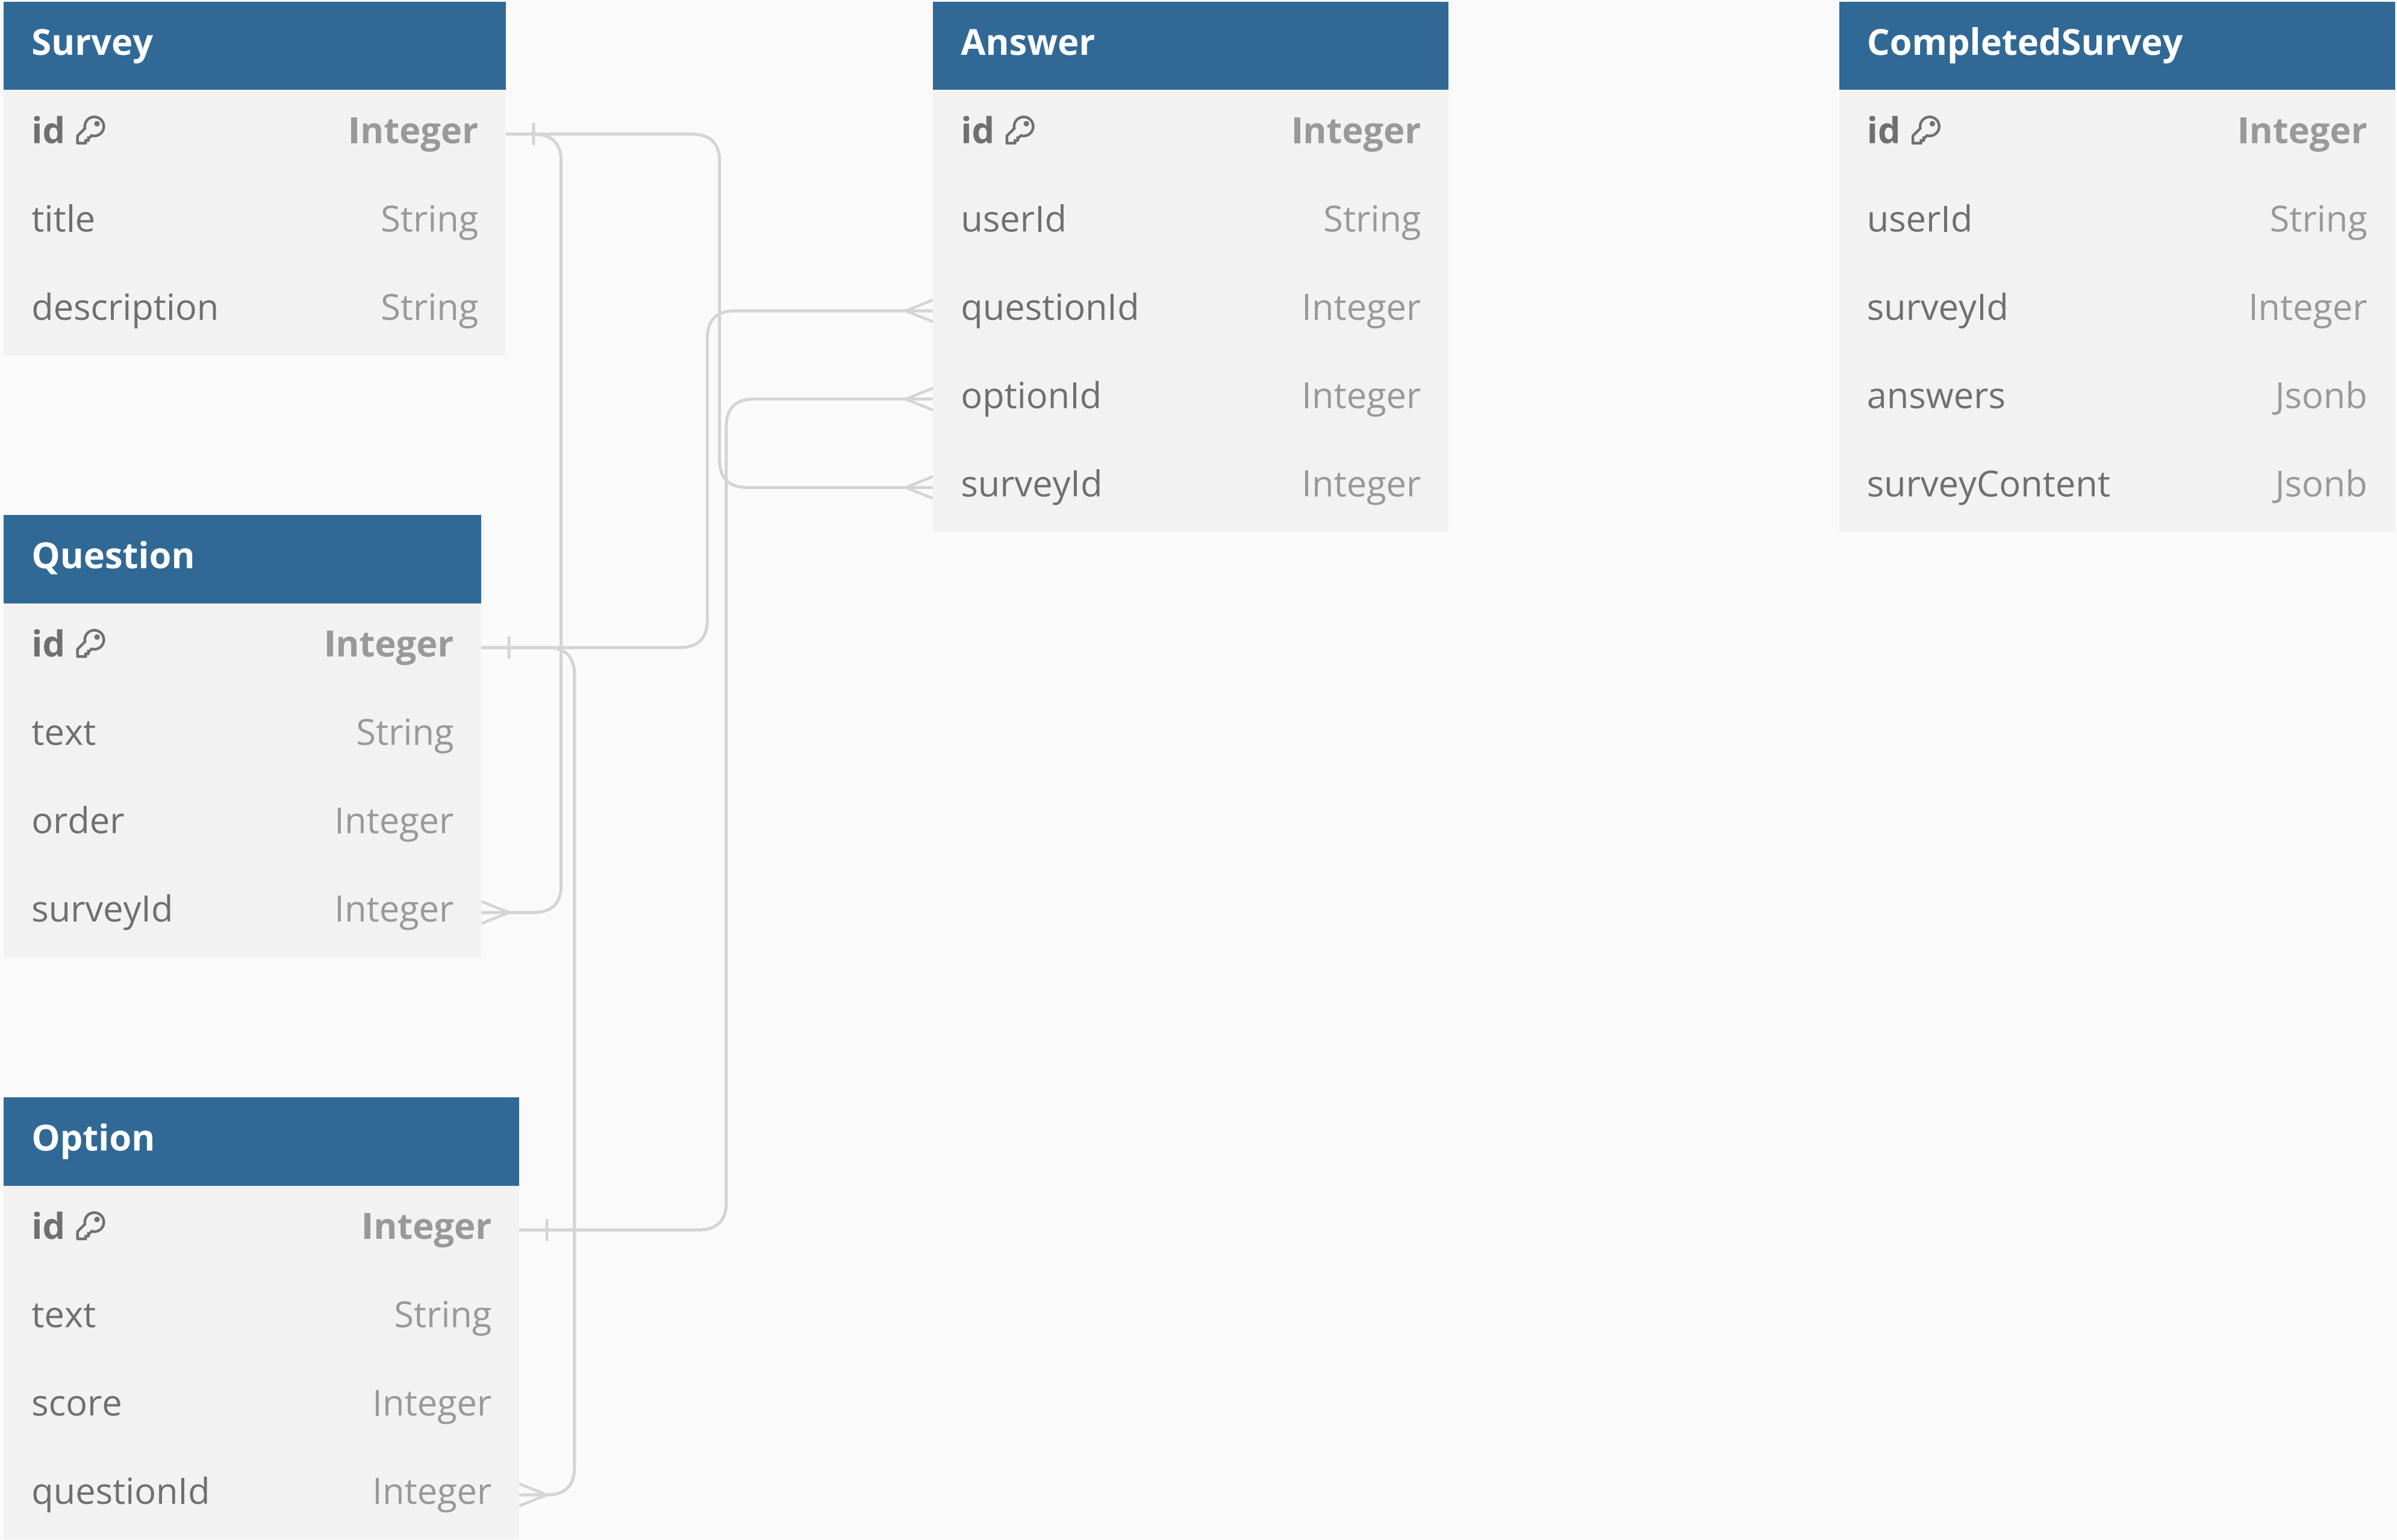 Survey
id Integer
title String
description String
Question
id Integer
text String
order Integer
surveyId Integer
Option
id Integer
text String
score Integer
questionId Integer
Answer
id Integer
userId String
questionId Integer
optionId Integer
surveyId Integer
CompletedSurvey
id Integer
userId String
surveyId Integer
answers Jsonb
surveyContent Jsonb